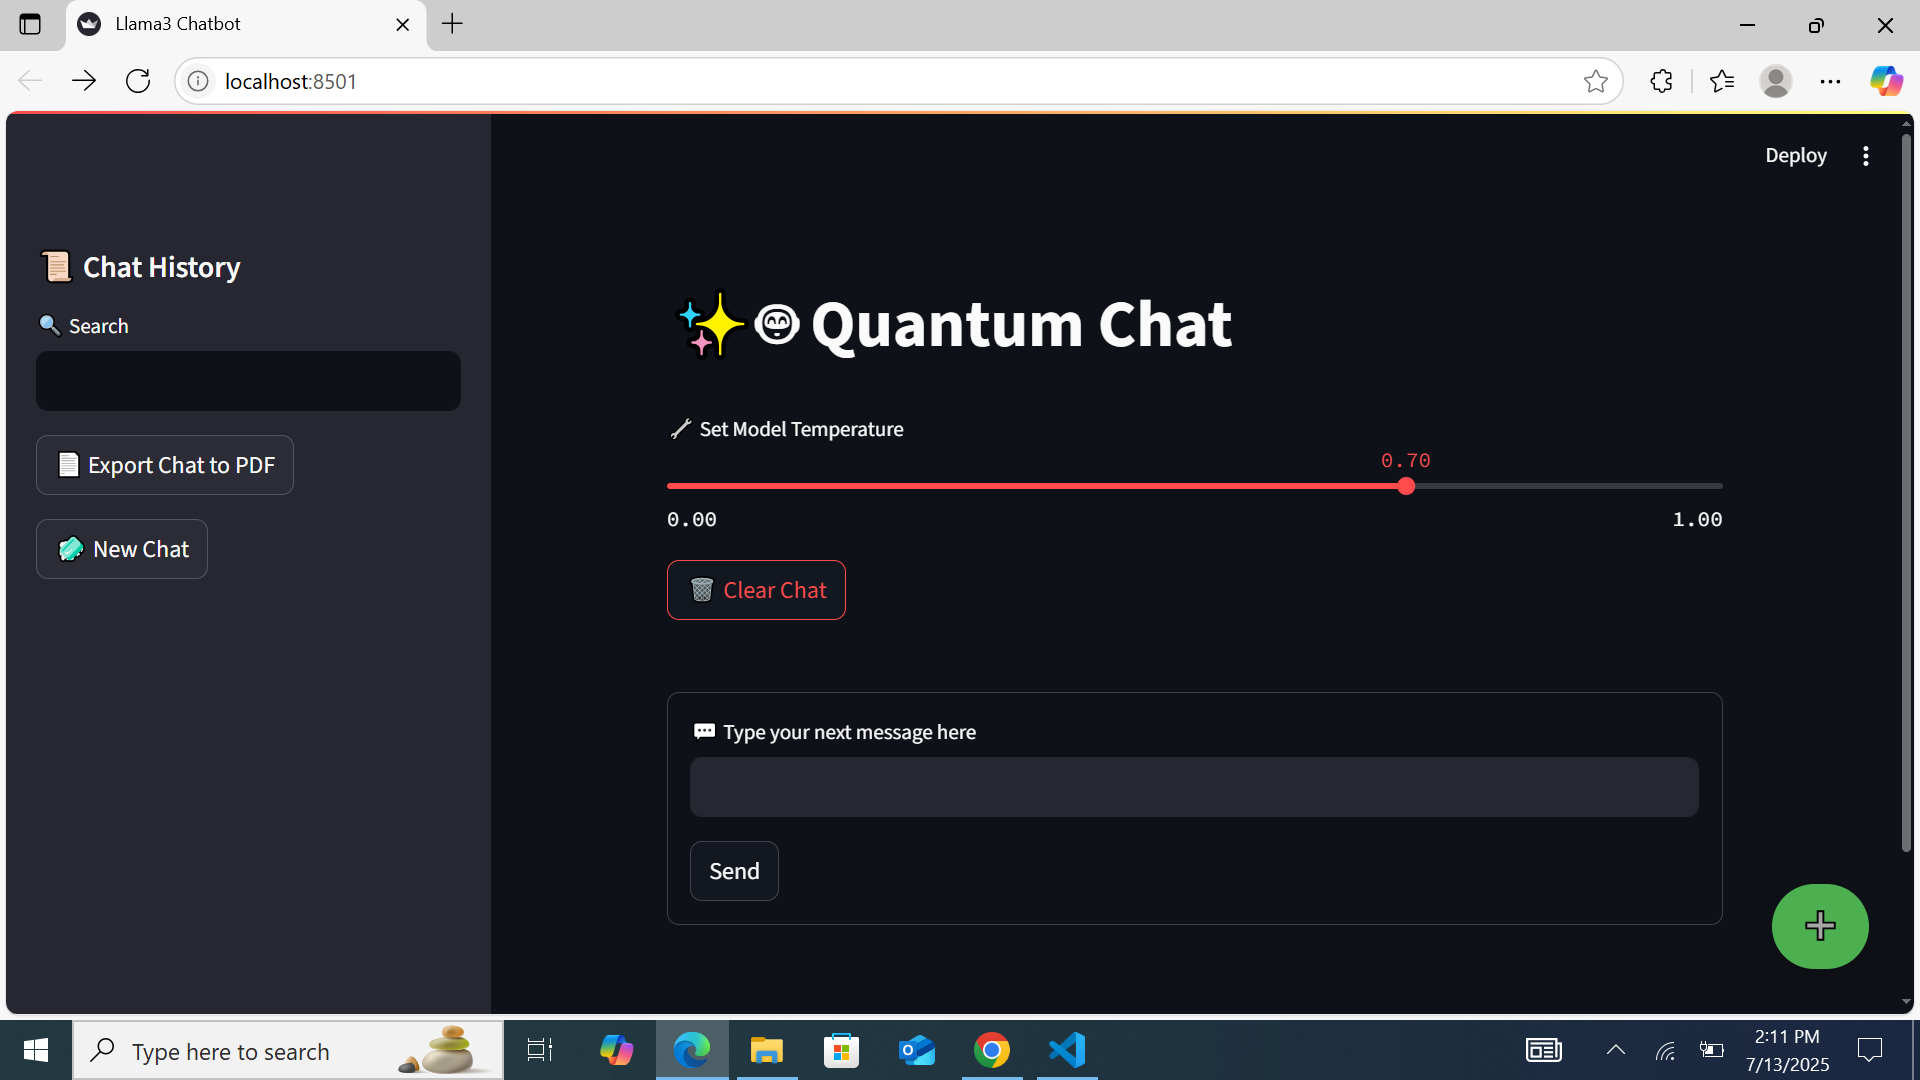 Llama3 Chatbot
localhost:8501
Deploy
📜 Chat History
🔍 Search
📄 Export Chat to PDF
🧼 New Chat
✨ Quantum Chat
🔧 Set Model Temperature
0.70
0.00
1.00
🗑️ Clear Chat
💬 Type your next message here
Send
Type here to search
2:11 PM
7/13/2025